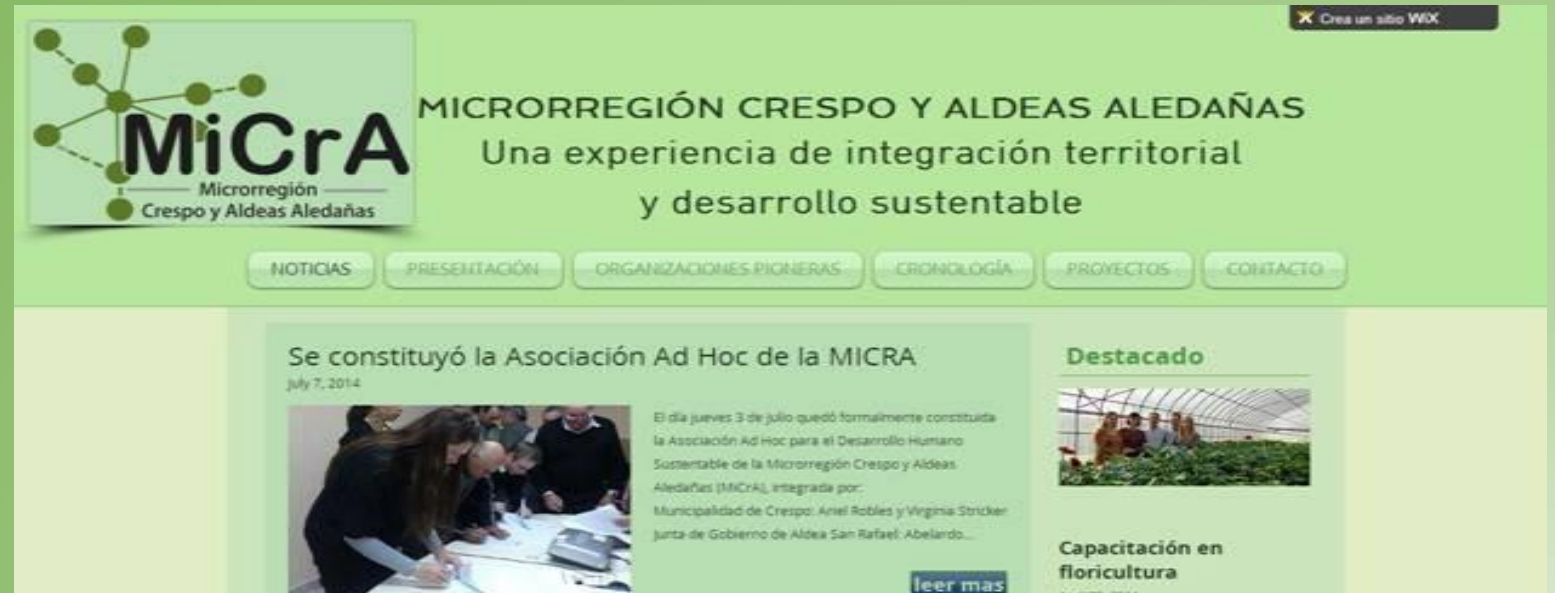 Crea un sitio WiX
MiCrA
Microrregión
Crespo y Aldeas Aledañas
MICRORREGIÓN CRESPO Y ALDEAS ALEDAÑAS
Una experiencia de integración territorial
y desarrollo sustentable
NOTICIAS
PRESENTACIÓN
ORGANIZACIONES PIONERAS
CRONOLOGÍA
PROYECTOS
CONTACTO
Se constituyó la Asociación Ad Hoc de la MICRA
July 7, 2014
El día jueves 3 de julio quedó formalmente constituida
la Asociación Ad Hoc para el Desarrollo Humano
Sustentable de la Microrregión Crespo y Aldeas
Aledañas (MiCrA), integrada por:
Municipalidad de Crespo: Ariel Robles y Virginia Stricker
Junta de Gobierno de Aldea San Rafael: Abelardo...
leer mas
Destacado
Capacitación en
floricultura